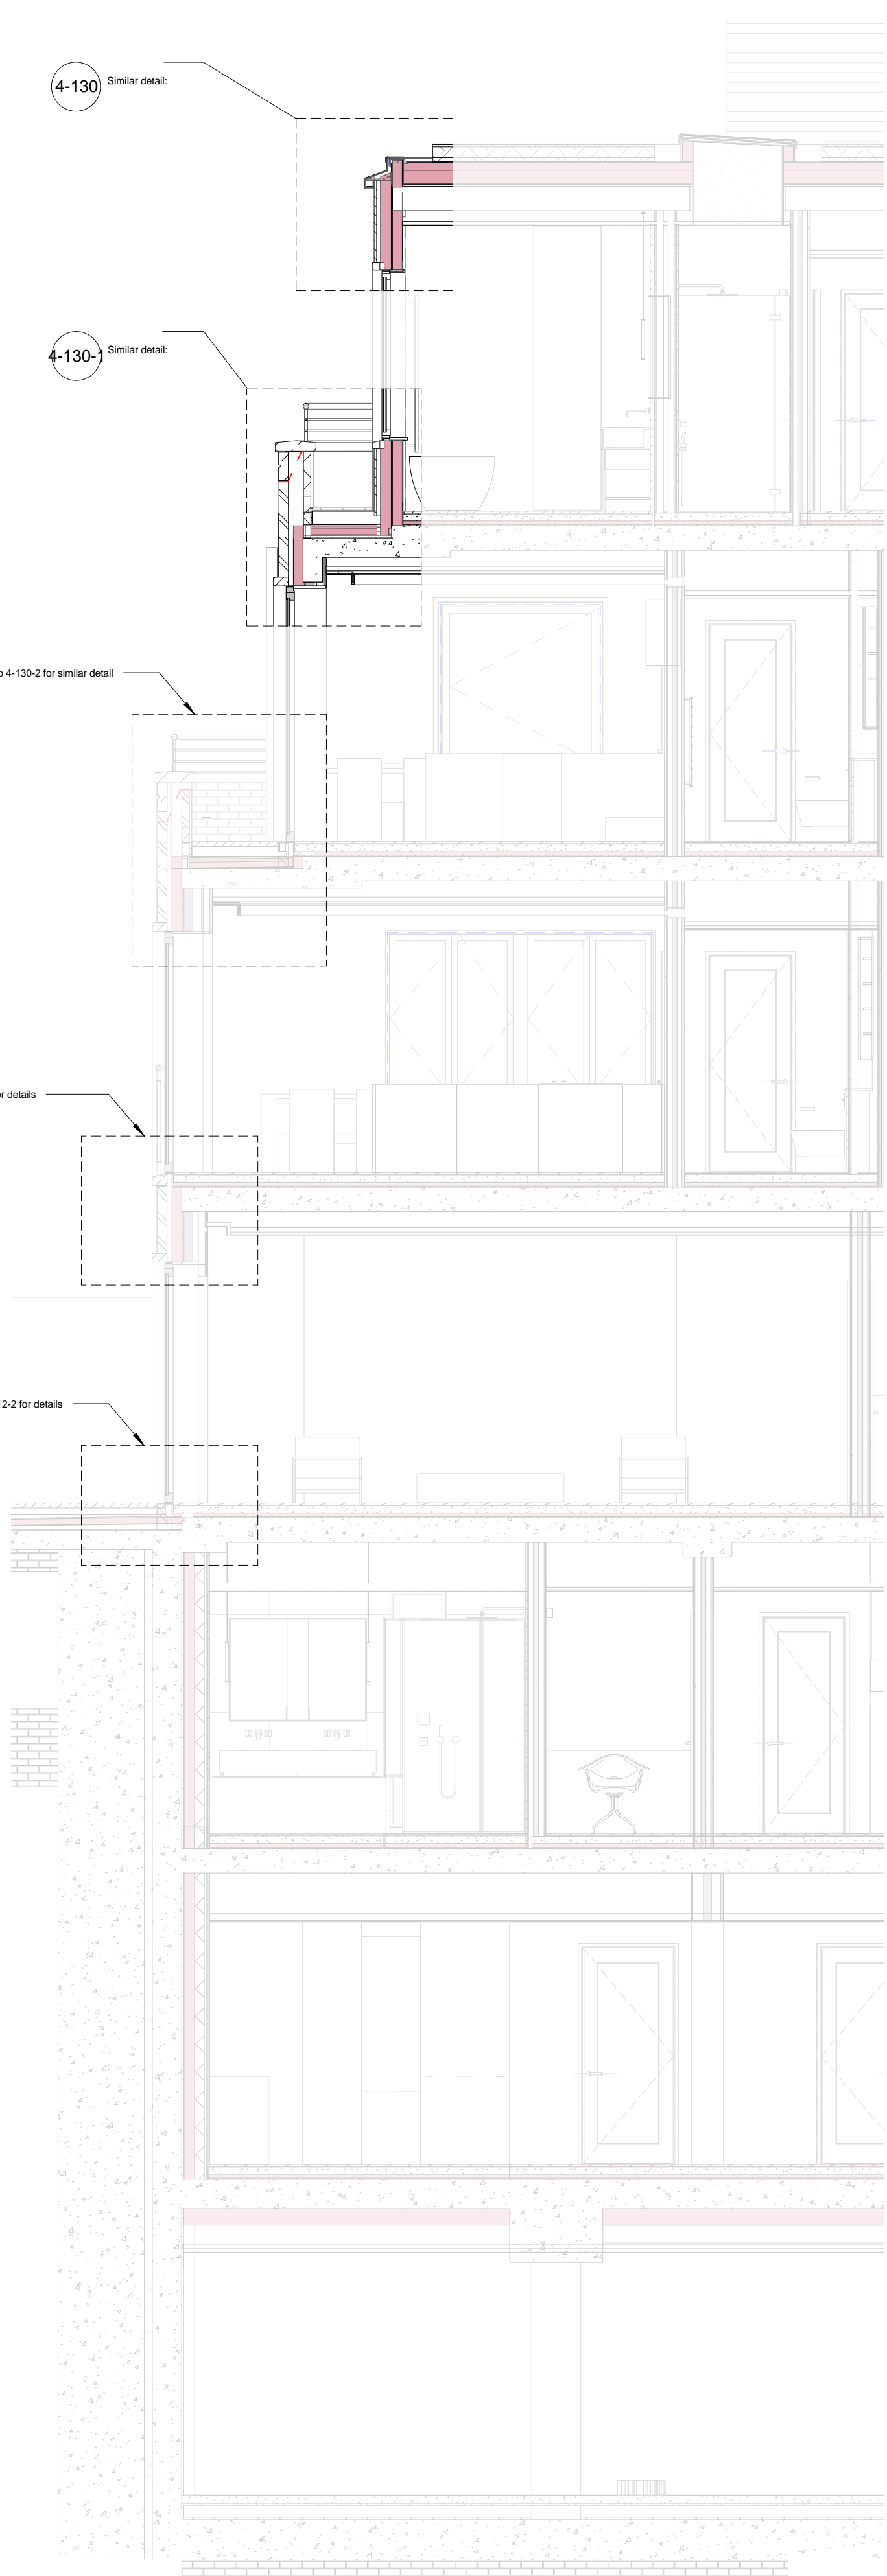 4-130 Similar detail:
4-130-1 Similar detail:
4-130-2 for similar detail
for details
2-2 for details